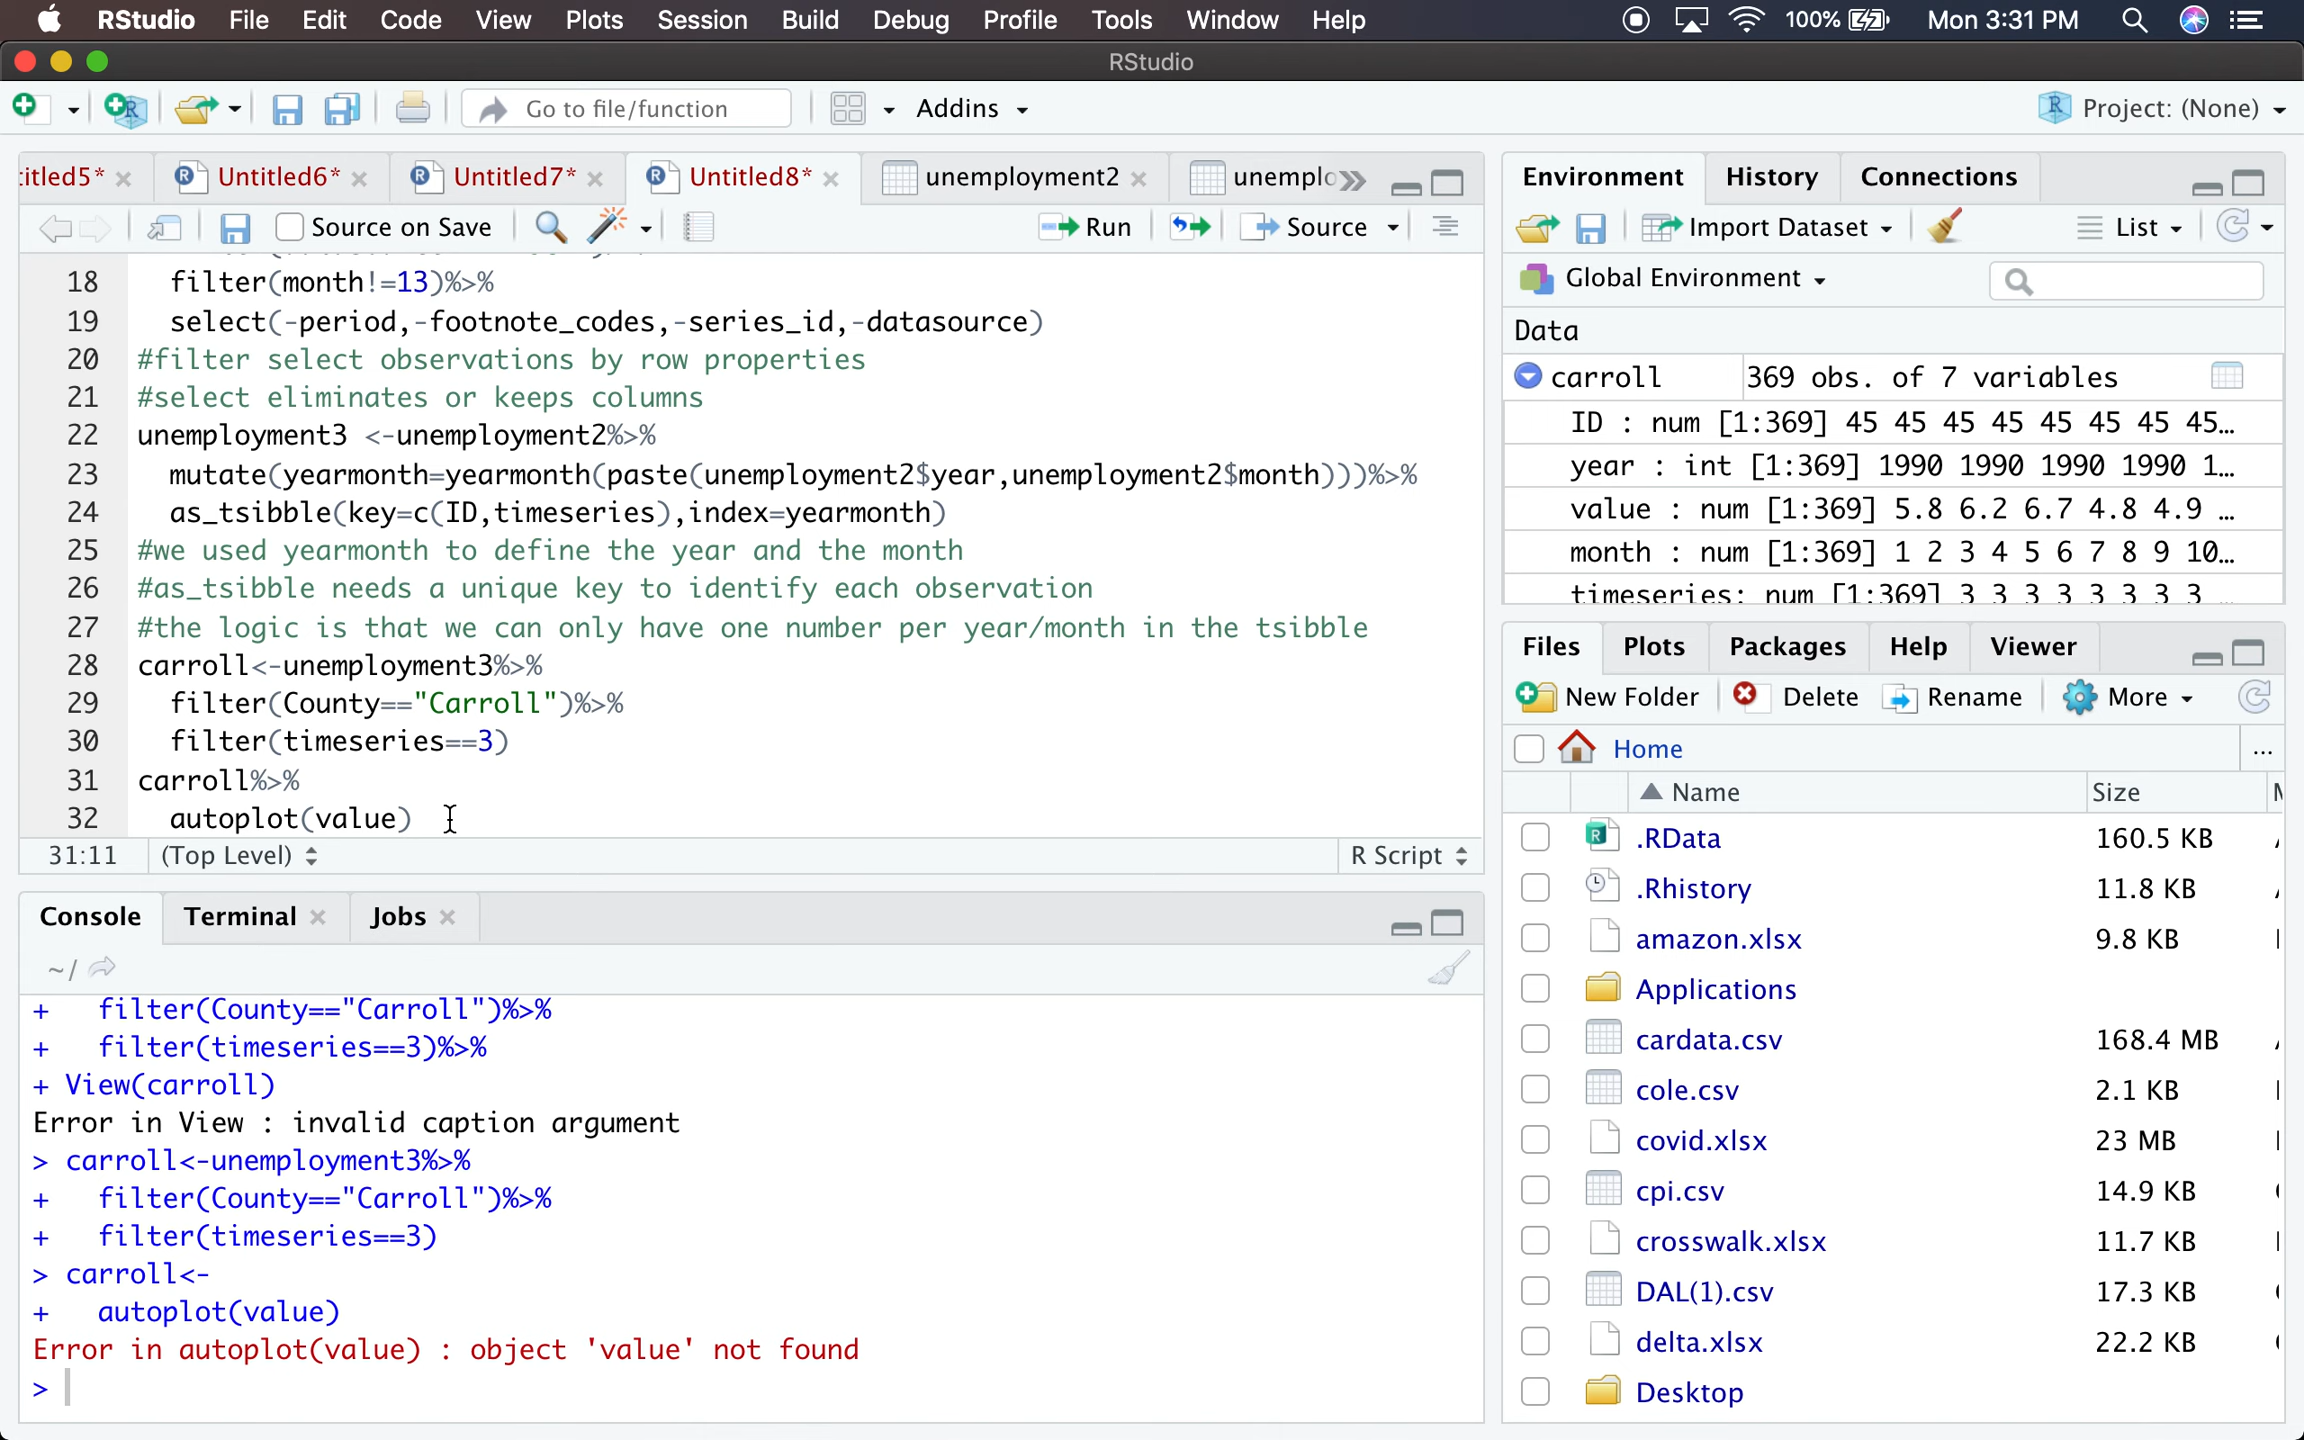 RStudio File Edit Code View Plots Session Build Debug Profile Tools Window Help 100% Mon 3:31 PM
RStudio
Go to file/function Addins Project: (None)
itled5* Untitled6* Untitled7* Untitled8* unemployment2 unemplo
Source on Save Run Source
18 filter(month!=13)%>%
19 select(-period,-footnote_codes,-series_id,-datasource)
20 #filter select observations by row properties
21 #select eliminates or keeps columns
22 unemployment3 <-unemployment2%>%
23 mutate(yearmonth=yearmonth(paste(unemployment2$year,unemployment2$month)))%>%
24 as_tsibble(key=c(ID,timeseries),index=yearmonth)
25 #we used yearmonth to define the year and the month
26 #as_tsibble needs a unique key to identify each observation
27 #the logic is that we can only have one number per year/month in the tsibble
28 carroll<-unemployment3%>%
29 filter(County=="Carroll")%>%
30 filter(timeseries==3)
31 carroll%>%
32 autoplot(value)
31:11 (Top Level) R Script
Console Terminal Jobs
~/
+ filter(County=="Carroll")%>%
+ filter(timeseries==3)%>%
+ View(carroll)
Error in View : invalid caption argument
> carroll<-unemployment3%>%
+ filter(County=="Carroll")%>%
+ filter(timeseries==3)
> carroll<-
+ autoplot(value)
Error in autoplot(value) : object 'value' not found
>
Environment History Connections
Import Dataset List
Global Environment
Data
carroll 369 obs. of 7 variables
ID : num [1:369] 45 45 45 45 45 45 45 45…
year : int [1:369] 1990 1990 1990 1990 1…
value : num [1:369] 5.8 6.2 6.7 4.8 4.9 …
month : num [1:369] 1 2 3 4 5 6 7 8 9 10…
timeseries: num [1:369] 3 3 3 3 3 3 3 3 …
Files Plots Packages Help Viewer
New Folder Delete Rename More
Home ...
Name Size
.RData 160.5 KB
.Rhistory 11.8 KB
amazon.xlsx 9.8 KB
Applications
cardata.csv 168.4 MB
cole.csv 2.1 KB
covid.xlsx 23 MB
cpi.csv 14.9 KB
crosswalk.xlsx 11.7 KB
DAL(1).csv 17.3 KB
delta.xlsx 22.2 KB
Desktop